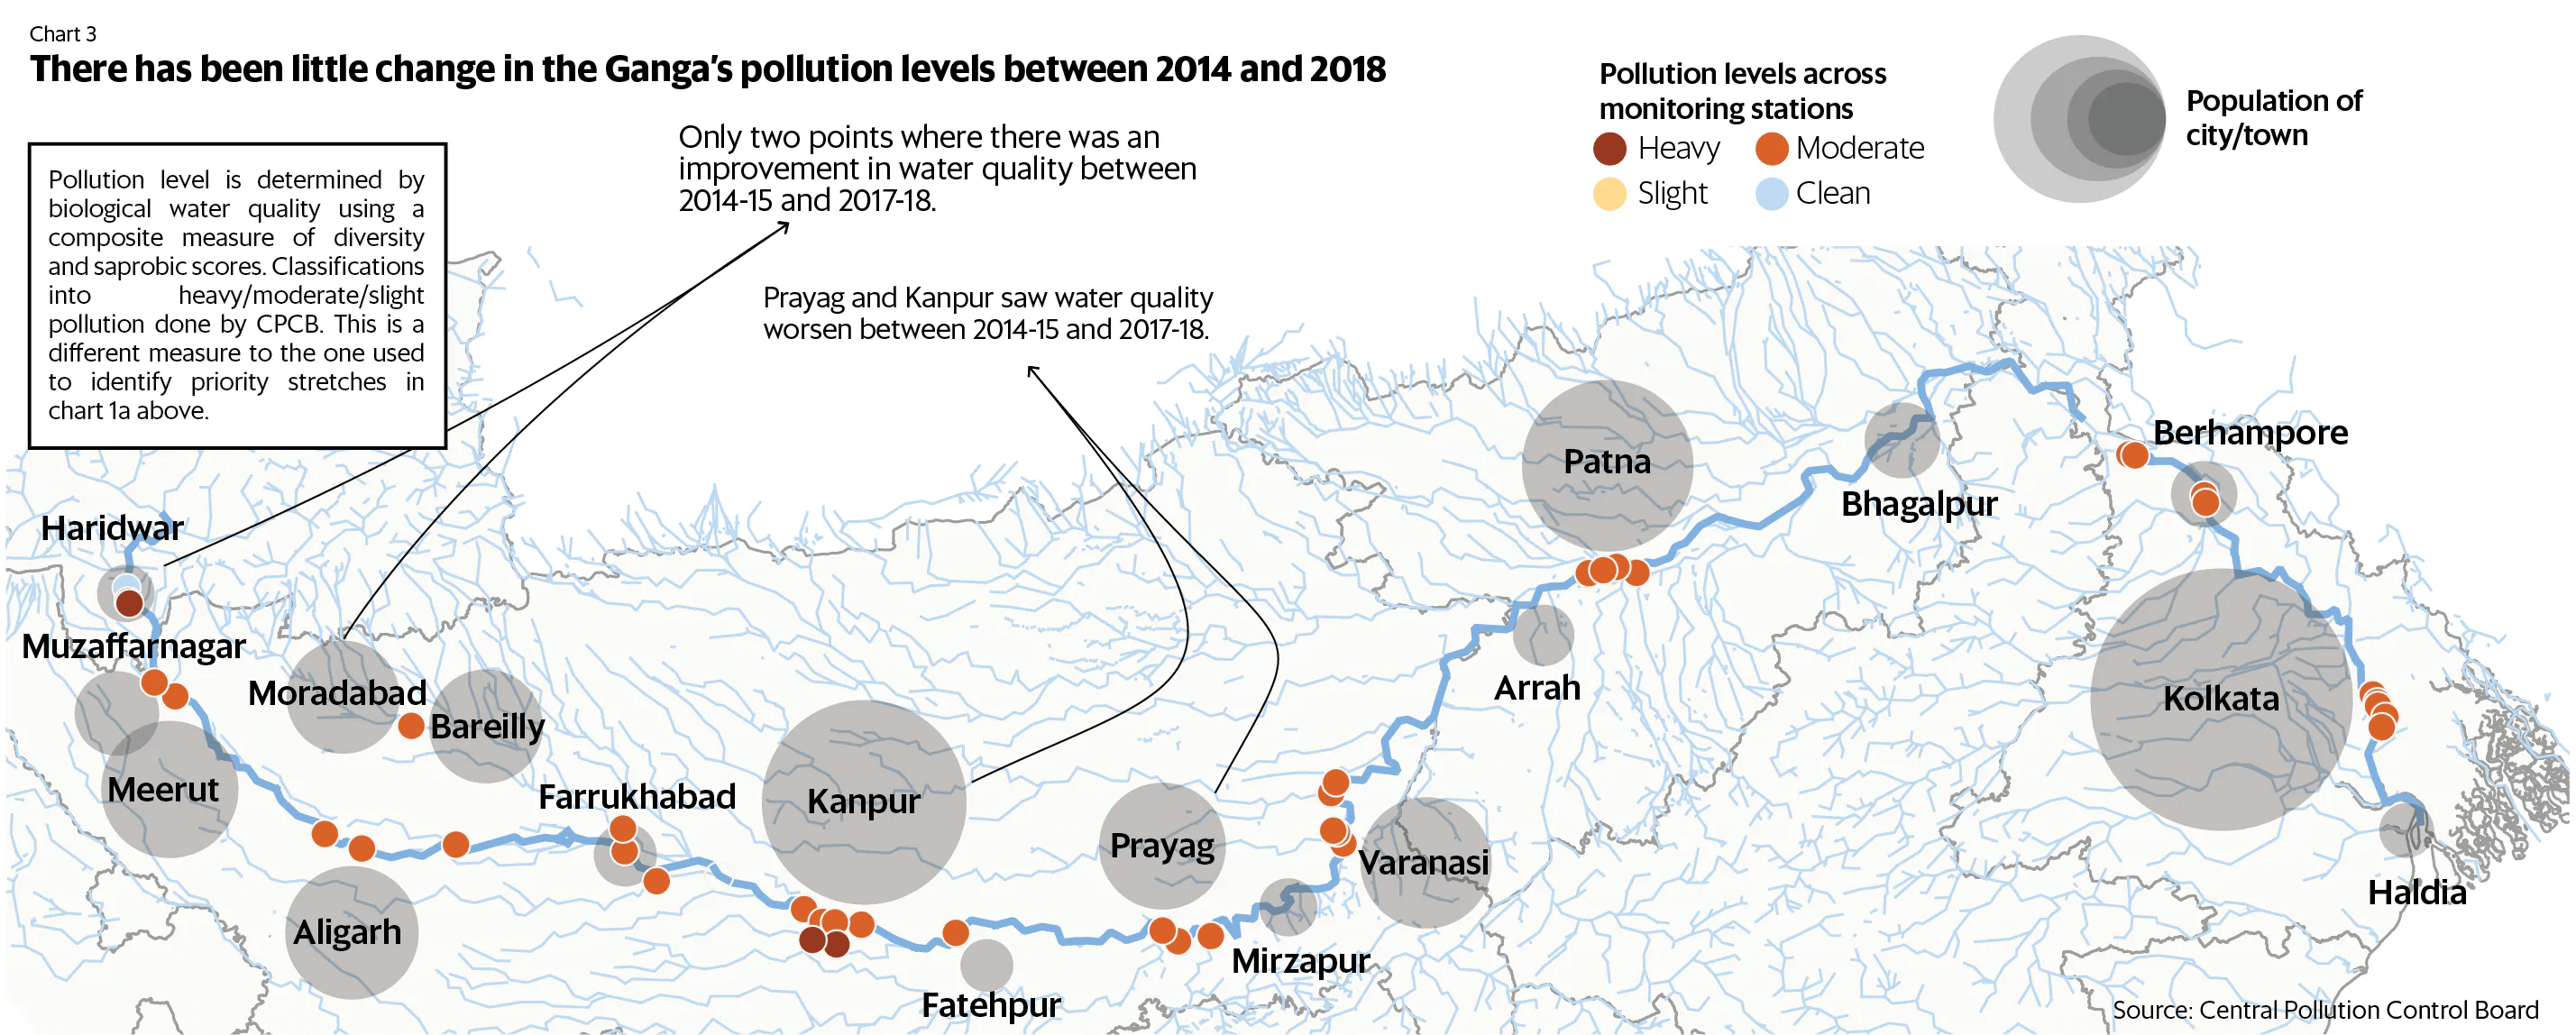 Chart 3
There has been little change in the Ganga's pollution levels between 2014 and 2018
Pollution level is determined by
biological water quality using a
composite measure of diversity
and saprobic scores. Classifications
into heavy/moderate/slight
pollution done by CPCB. This is a
different measure to the one used
to identify priority stretches in
chart 1a above.
Only two points where there was an
improvement in water quality between
2014-15 and 2017-18.
Prayag and Kanpur saw water quality
worsen between 2014-15 and 2017-18.
Pollution levels across
monitoring stations
Heavy Moderate
Slight Clean
Population of
city/town
Haridwar
Muzaffarnagar
Meerut
Moradabad
Bareilly
Aligarh
Farrukhabad
Kanpur
Fatehpur
Prayag
Mirzapur
Varanasi
Arrah
Patna
Bhagalpur
Berhampore
Kolkata
Haldia
Source: Central Pollution Control Board